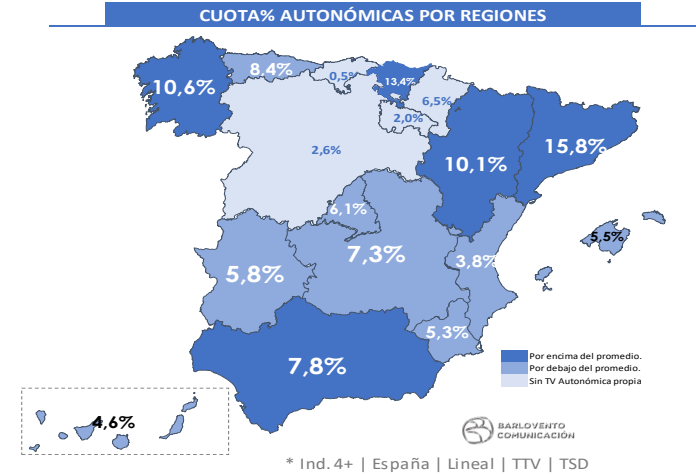 CUOTA% AUTONÓMICAS POR REGIONES
10,6%
8,4%
0,5%
13,4%
6,5%
2,0%
2,6%
10,1%
15,8%
6,1%
7,3%
5,8%
3,8%
5,5%
5,3%
7,8%
4,6%
Por encima del promedio.
Por debajo del promedio.
Sin TV Autonómica propia
BARLOVENTO
COMUNICACIÓN
* Ind. 4+ | España | Lineal | TTV | TSD